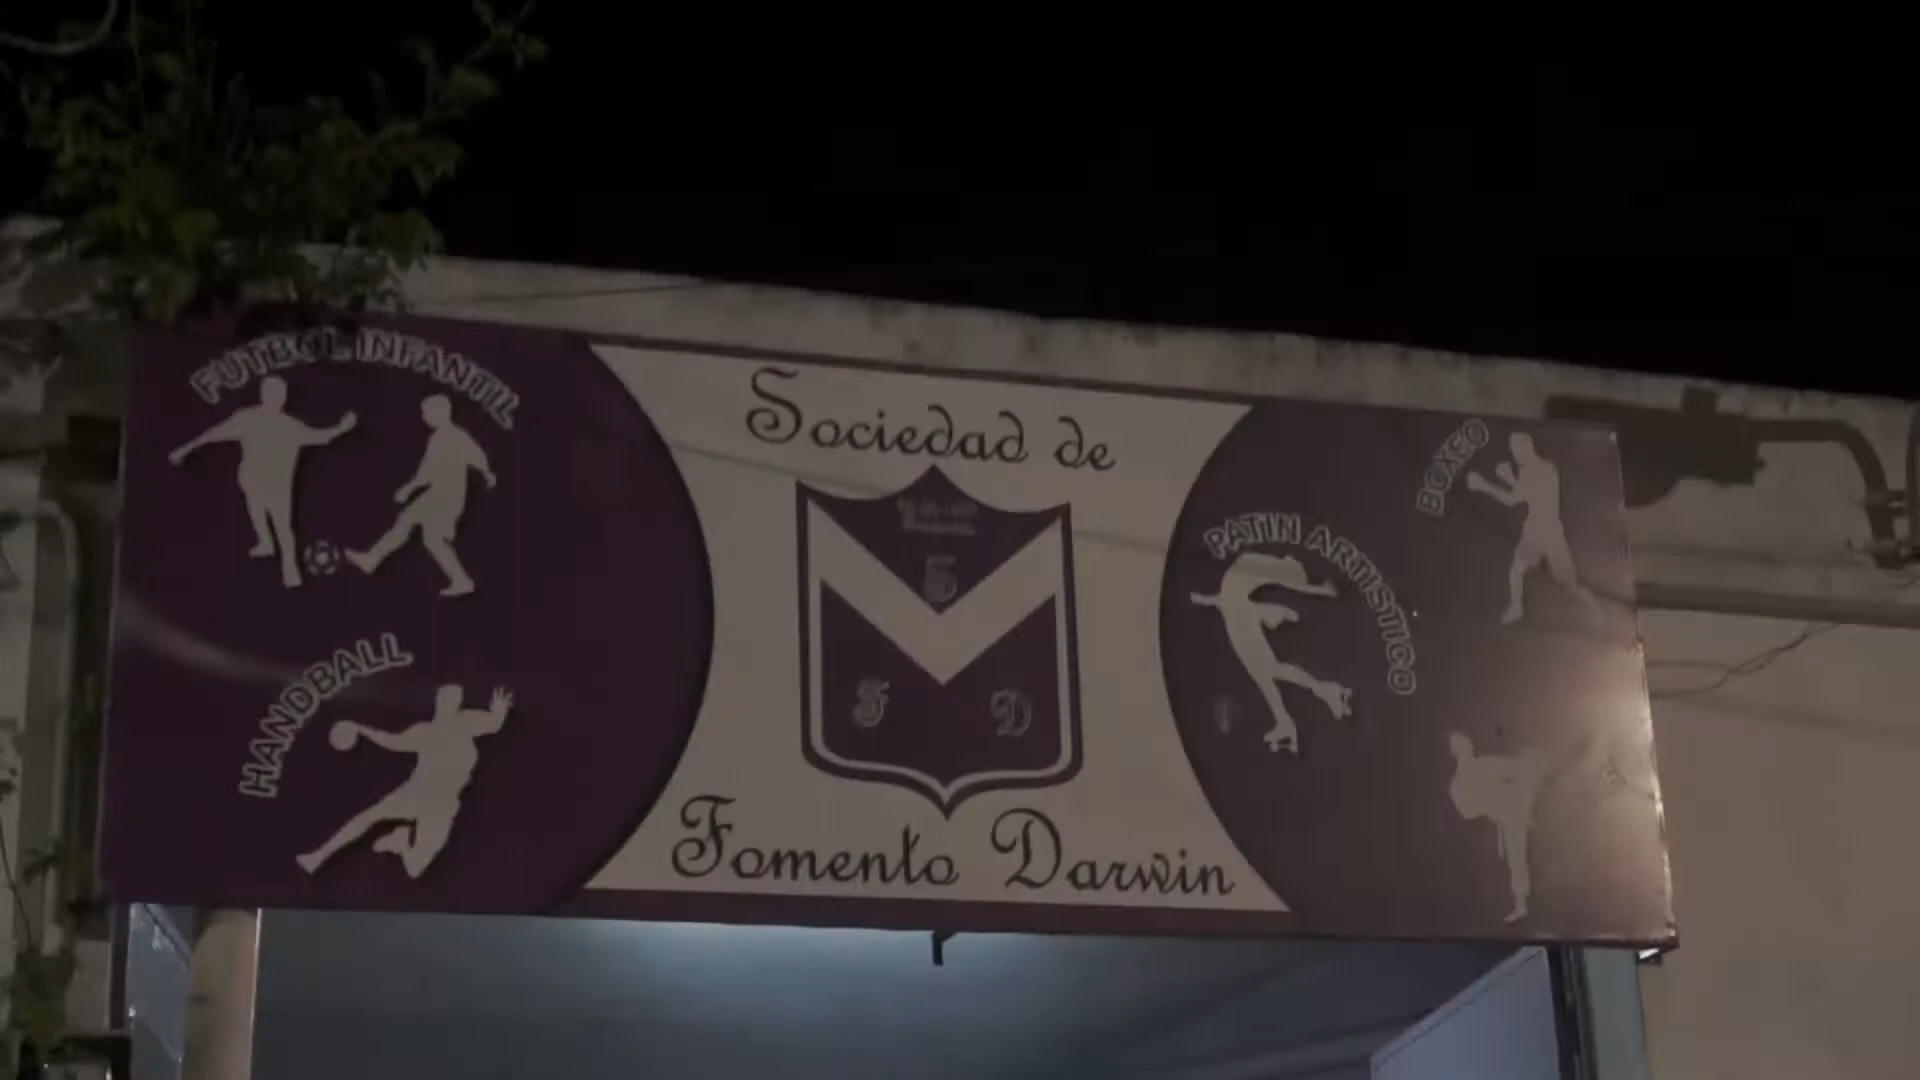 FUTBOL INFANTIL
HANDBALL
Sociedad de
S
F D
Fomento Darwin
PATIN ARTISTICO
BOXEO